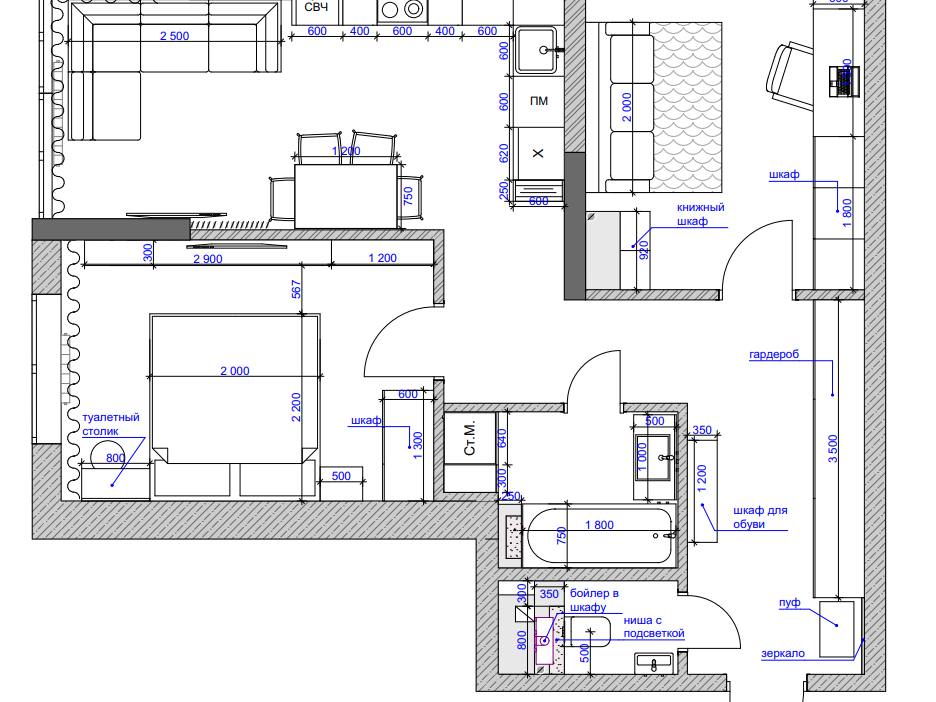 СВЧ
2 500
600
400
600
400
600
600
2 000
600
ПМ
1 200
620
X
шкаф
250
600
750
книжный
шкаф
1 800
920
300
2 900
1 200
567
гардероб
2 000
2 200
600
туалетный
столик
шкаф
1 300
Ст.М.
640
500
350
800
500
300
1 000
1 200
3 500
250
1 800
750
шкаф для
обуви
300
350
бойлер в
шкафу
пуф
ниша с
подсветкой
800
500
зеркало